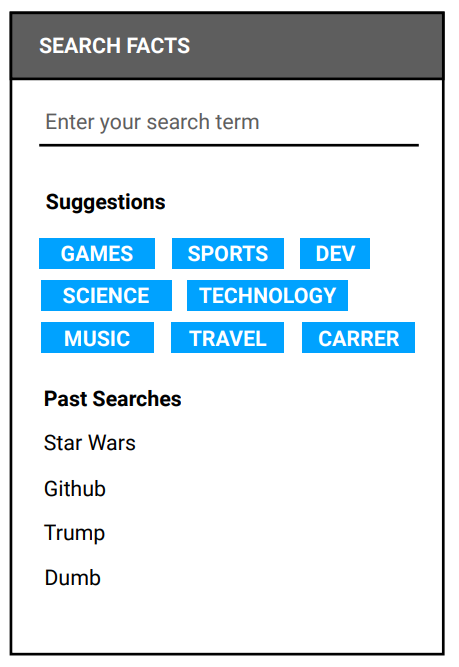 SEARCH FACTS
Enter your search term
Suggestions
GAMES SPORTS DEV
SCIENCE TECHNOLOGY
MUSIC TRAVEL CARRER
Past Searches
Star Wars
Github
Trump
Dumb